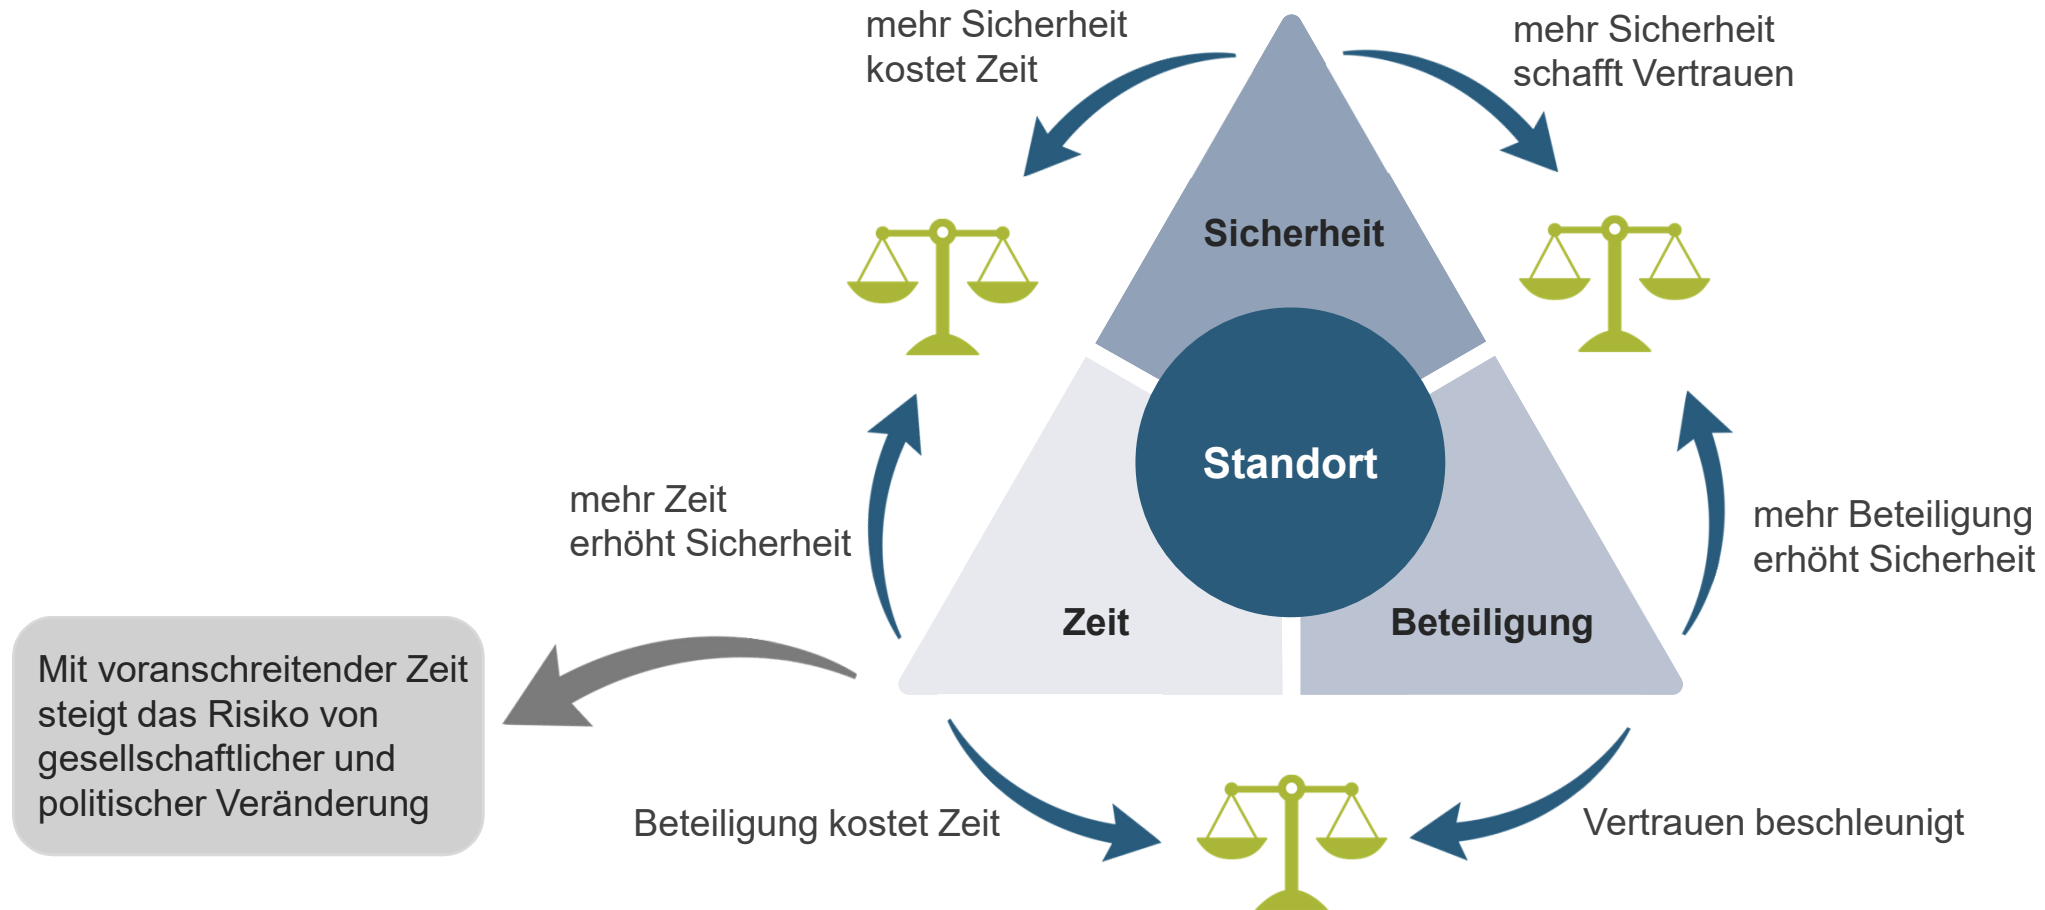 mehr Sicherheit
kostet Zeit
mehr Sicherheit
schafft Vertrauen
Sicherheit
Standort
mehr Zeit
erhöht Sicherheit
mehr Beteiligung
erhöht Sicherheit
Zeit
Beteiligung
Mit voranschreitender Zeit
steigt das Risiko von
gesellschaftlicher und
politischer Veränderung
Beteiligung kostet Zeit
Vertrauen beschleunigt